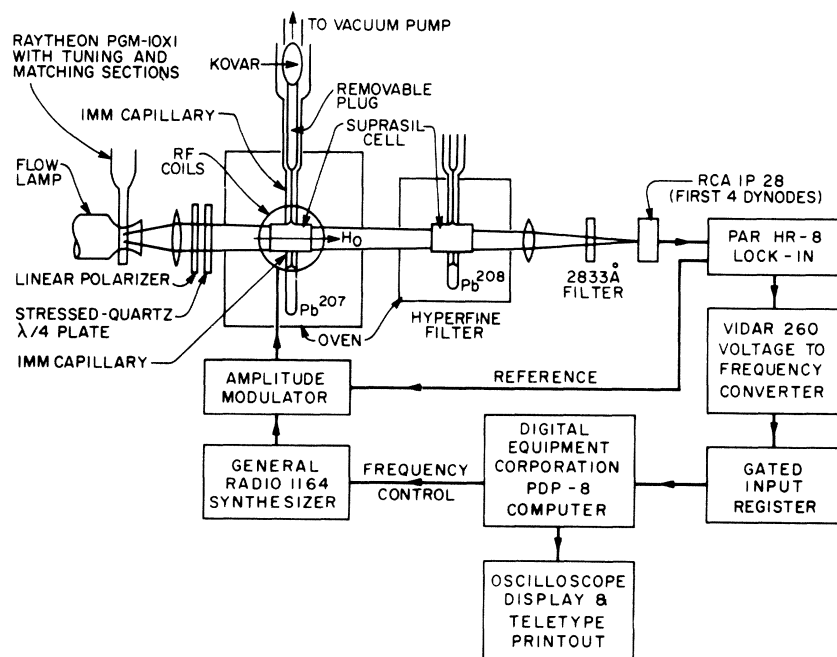 TO VACUUM PUMP
RAYTHEON PGM-10X1
WITH TUNING AND
MATCHING SECTIONS
KOVAR
REMOVABLE
PLUG
1MM CAPILLARY
SUPRASIL
CELL
RF
COILS
FLOW
LAMP
RCA IP 28
(FIRST 4 DYNODES)
H₀
PAR HR-8
LOCK-IN
LINEAR POLARIZER
Pb²⁰⁷
Pb²⁰⁸
2833Å
FILTER
STRESSED-QUARTZ
λ/4 PLATE
OVEN
HYPERFINE
FILTER
1MM CAPILLARY
VIDAR 260
VOLTAGE TO
FREQUENCY
CONVERTER
AMPLITUDE
MODULATOR
REFERENCE
DIGITAL
EQUIPMENT
CORPORATION
PDP-8
COMPUTER
GENERAL
RADIO 1164
SYNTHESIZER
FREQUENCY
CONTROL
GATED
INPUT
REGISTER
OSCILLOSCOPE
DISPLAY &
TELETYPE
PRINTOUT